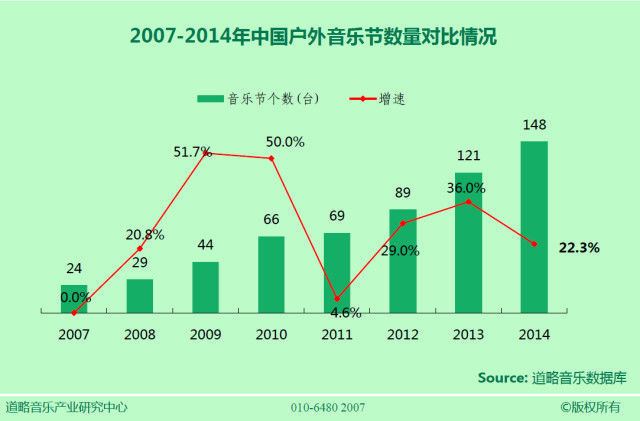 2007-2014年中国户外音乐节数量对比情况
音乐节个数(台) 增速
148
121
51.7% 50.0% 89 36.0%
66 69
20.8% 44 29.0% 22.3%
24 29
0.0% 4.6%
2007 2008 2009 2010 2011 2012 2013 2014
Source: 道略音乐数据库
道略音乐产业研究中心 010-6480 2007 ©版权所有